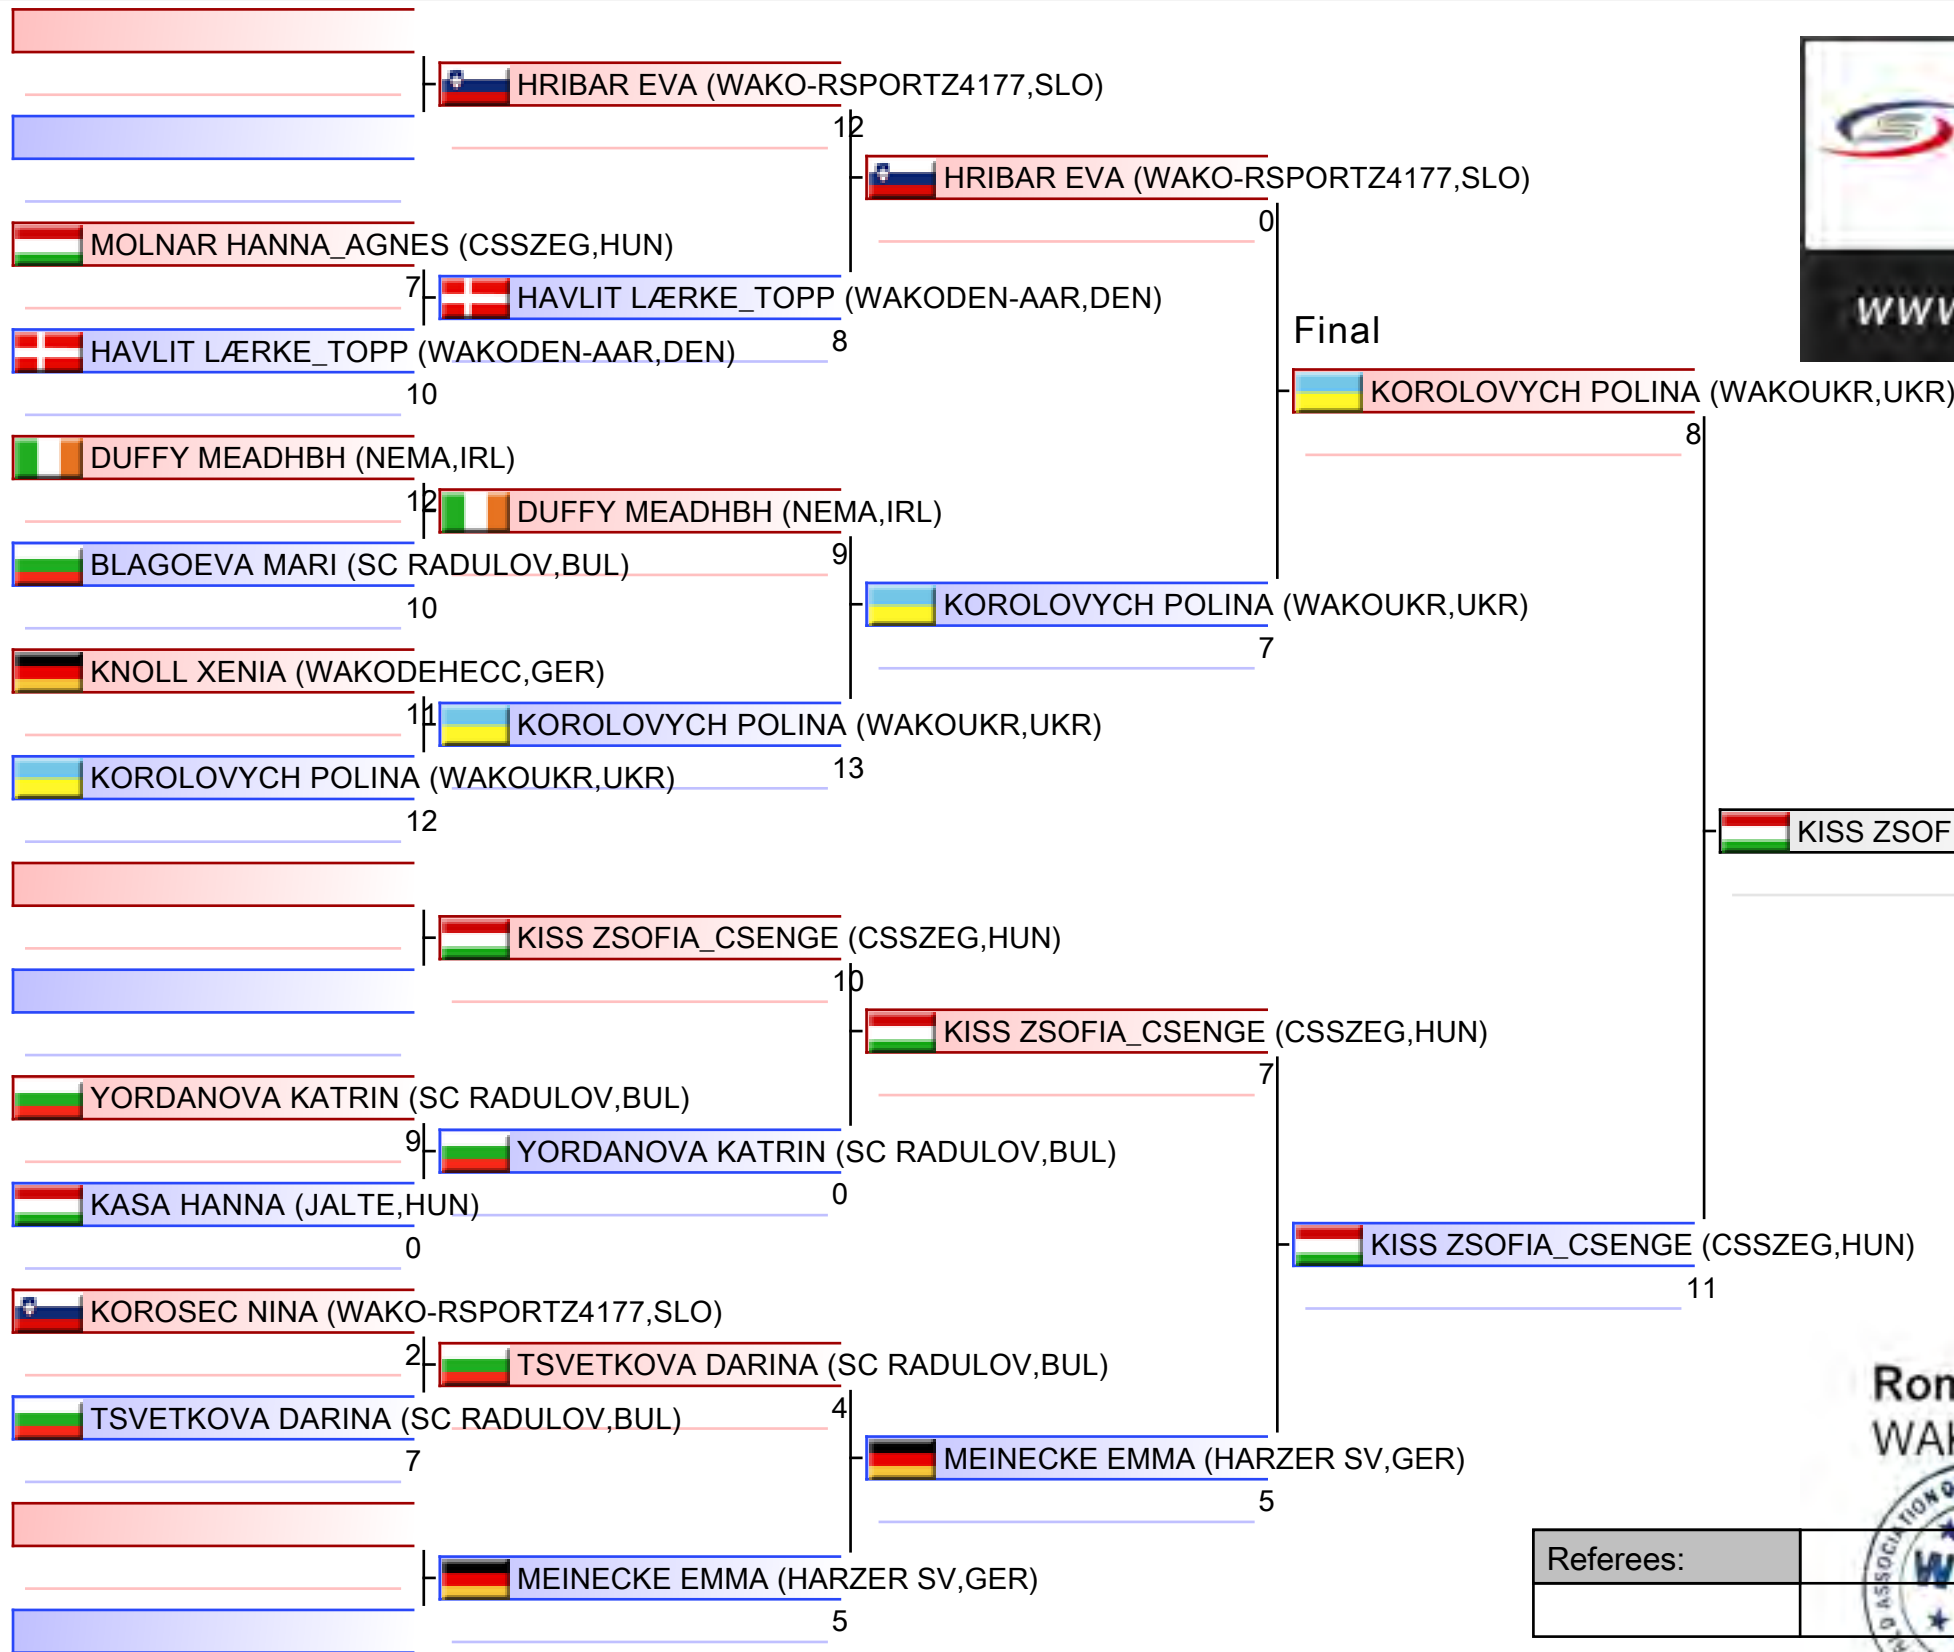 HRIBAR EVA (WAKO-RSPORTZ4177,SLO)
12
HRIBAR EVA (WAKO-RSPORTZ4177,SLO)
0
MOLNAR HANNA_AGNES (CSSZEG,HUN)
7
HAVLIT LÆRKE_TOPP (WAKODEN-AAR,DEN)
8
HAVLIT LÆRKE_TOPP (WAKODEN-AAR,DEN)
10
Final
KOROLOVYCH POLINA (WAKOUKR,UKR)
8
DUFFY MEADHBH (NEMA,IRL)
12
DUFFY MEADHBH (NEMA,IRL)
9
BLAGOEVA MARI (SC RADULOV,BUL)
10
KOROLOVYCH POLINA (WAKOUKR,UKR)
7
KNOLL XENIA (WAKODEHECC,GER)
11
KOROLOVYCH POLINA (WAKOUKR,UKR)
13
KOROLOVYCH POLINA (WAKOUKR,UKR)
12
KISS ZSOF
KISS ZSOFIA_CSENGE (CSSZEG,HUN)
10
KISS ZSOFIA_CSENGE (CSSZEG,HUN)
7
YORDANOVA KATRIN (SC RADULOV,BUL)
9
YORDANOVA KATRIN (SC RADULOV,BUL)
0
KASA HANNA (JALTE,HUN)
0
KISS ZSOFIA_CSENGE (CSSZEG,HUN)
11
KOROSEC NINA (WAKO-RSPORTZ4177,SLO)
2
TSVETKOVA DARINA (SC RADULOV,BUL)
4
TSVETKOVA DARINA (SC RADULOV,BUL)
7
MEINECKE EMMA (HARZER SV,GER)
5
MEINECKE EMMA (HARZER SV,GER)
5
Referees: